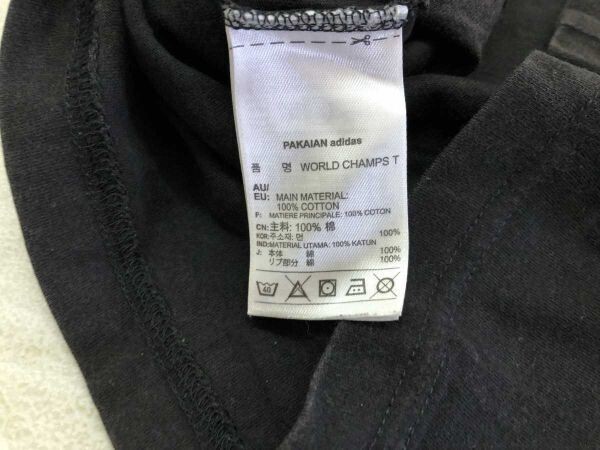 PAKAIAN adidas
품 명 WORLD CHAMPS T
AU/
EU: MAIN MATERIAL:
100% COTTON
F: MATIERE PRINCIPALE: 100% COTON
CN: 主料: 100% 棉
KOR: 주소재: 면 100%
IND: MATERIAL UTAMA: 100% KATUN
J: 本体 綿 100%
リブ部分 綿 100%
40